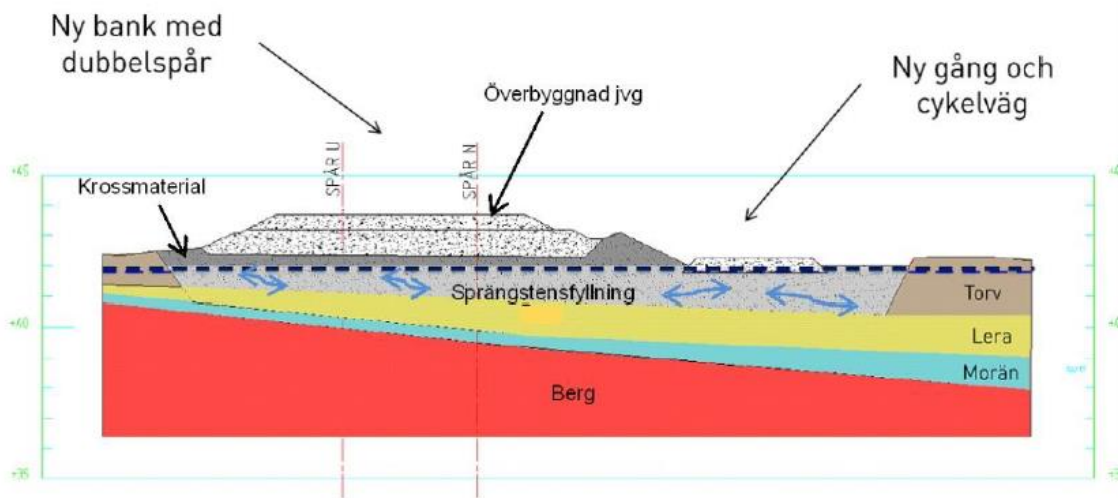 Ny bank med
dubbelspår
Ny gång och
cykelväg
Överbyggnad jvg
SPÅR U
SPÅR N
+45
Krossmaterial
Sprängstensfyllning
Torv
+60
Lera
Morän
Berg
+35